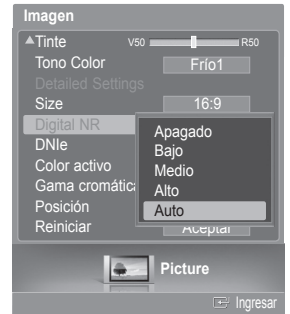 Imagen
▲Tinte V50 R50
Tono Color Frío1
Detailed Settings
Size 16:9
Digital NR
DNIe
Color activo
Gama cromática
Posición
Reiniciar Aceptar
Apagado
Bajo
Medio
Alto
Auto
Picture
Ingresar